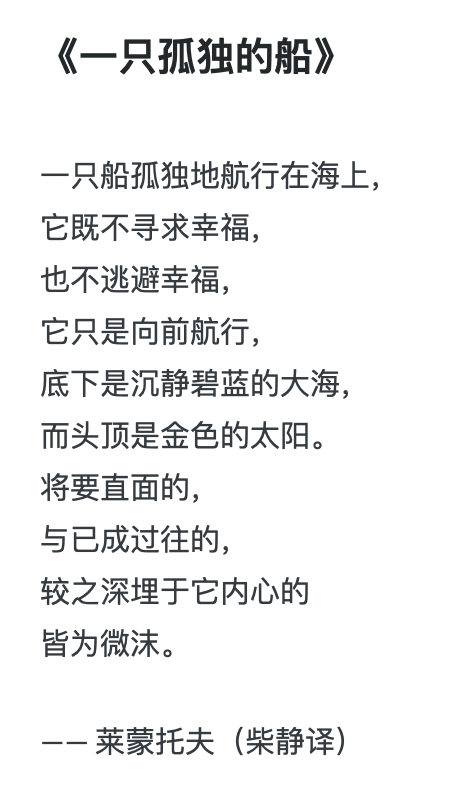 《一只孤独的船》
一只船孤独地航行在海上，
它既不寻求幸福，
也不逃避幸福，
它只是向前航行，
底下是沉静碧蓝的大海，
而头顶是金色的太阳。
将要直面的，
与已成过往的，
较之深埋于它内心的
皆为微沫。
—— 莱蒙托夫（柴静译）